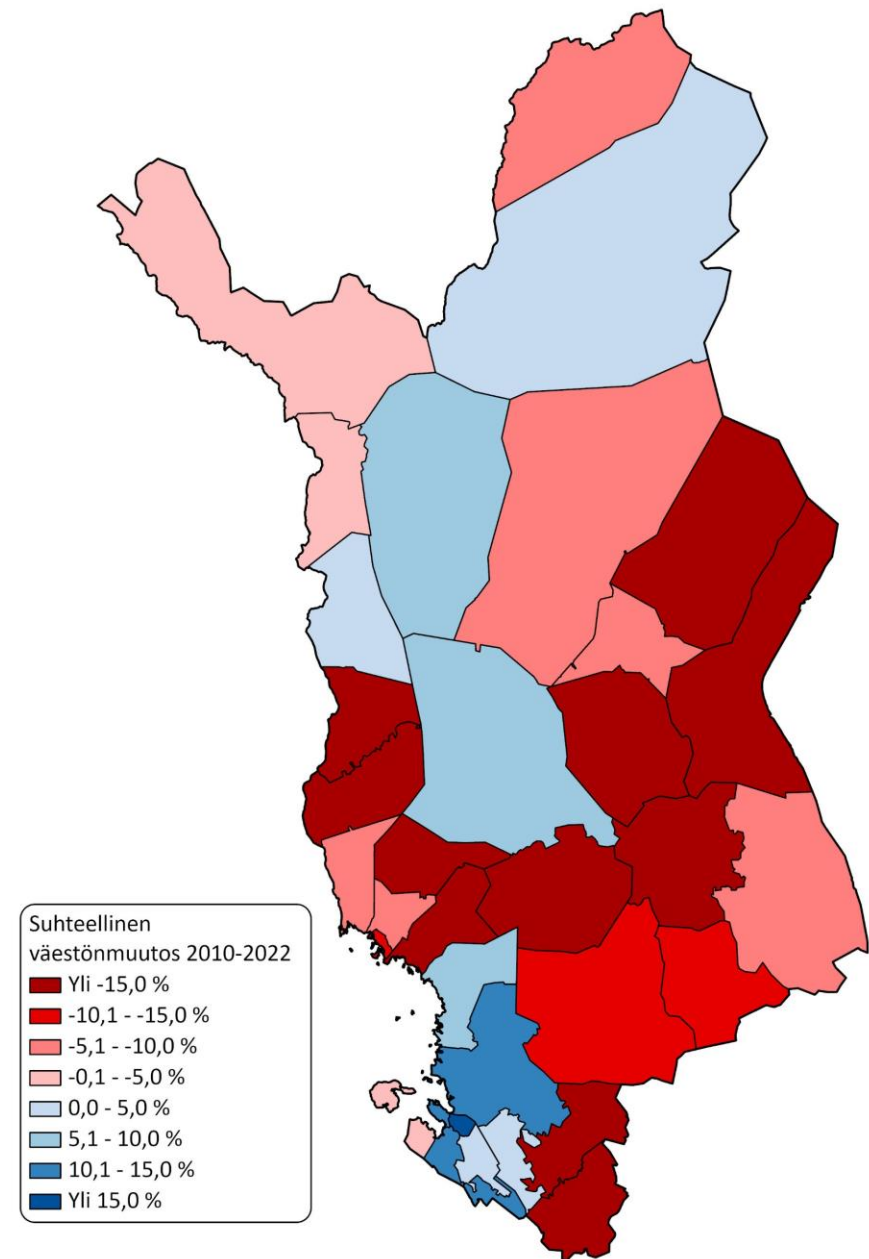 Suhteellinen
väestönmuutos 2010-2022
Yli -15,0 %
-10,1 - -15,0 %
-5,1 - -10,0 %
-0,1 - -5,0 %
0,0 - 5,0 %
5,1 - 10,0 %
10,1 - 15,0 %
Yli 15,0 %